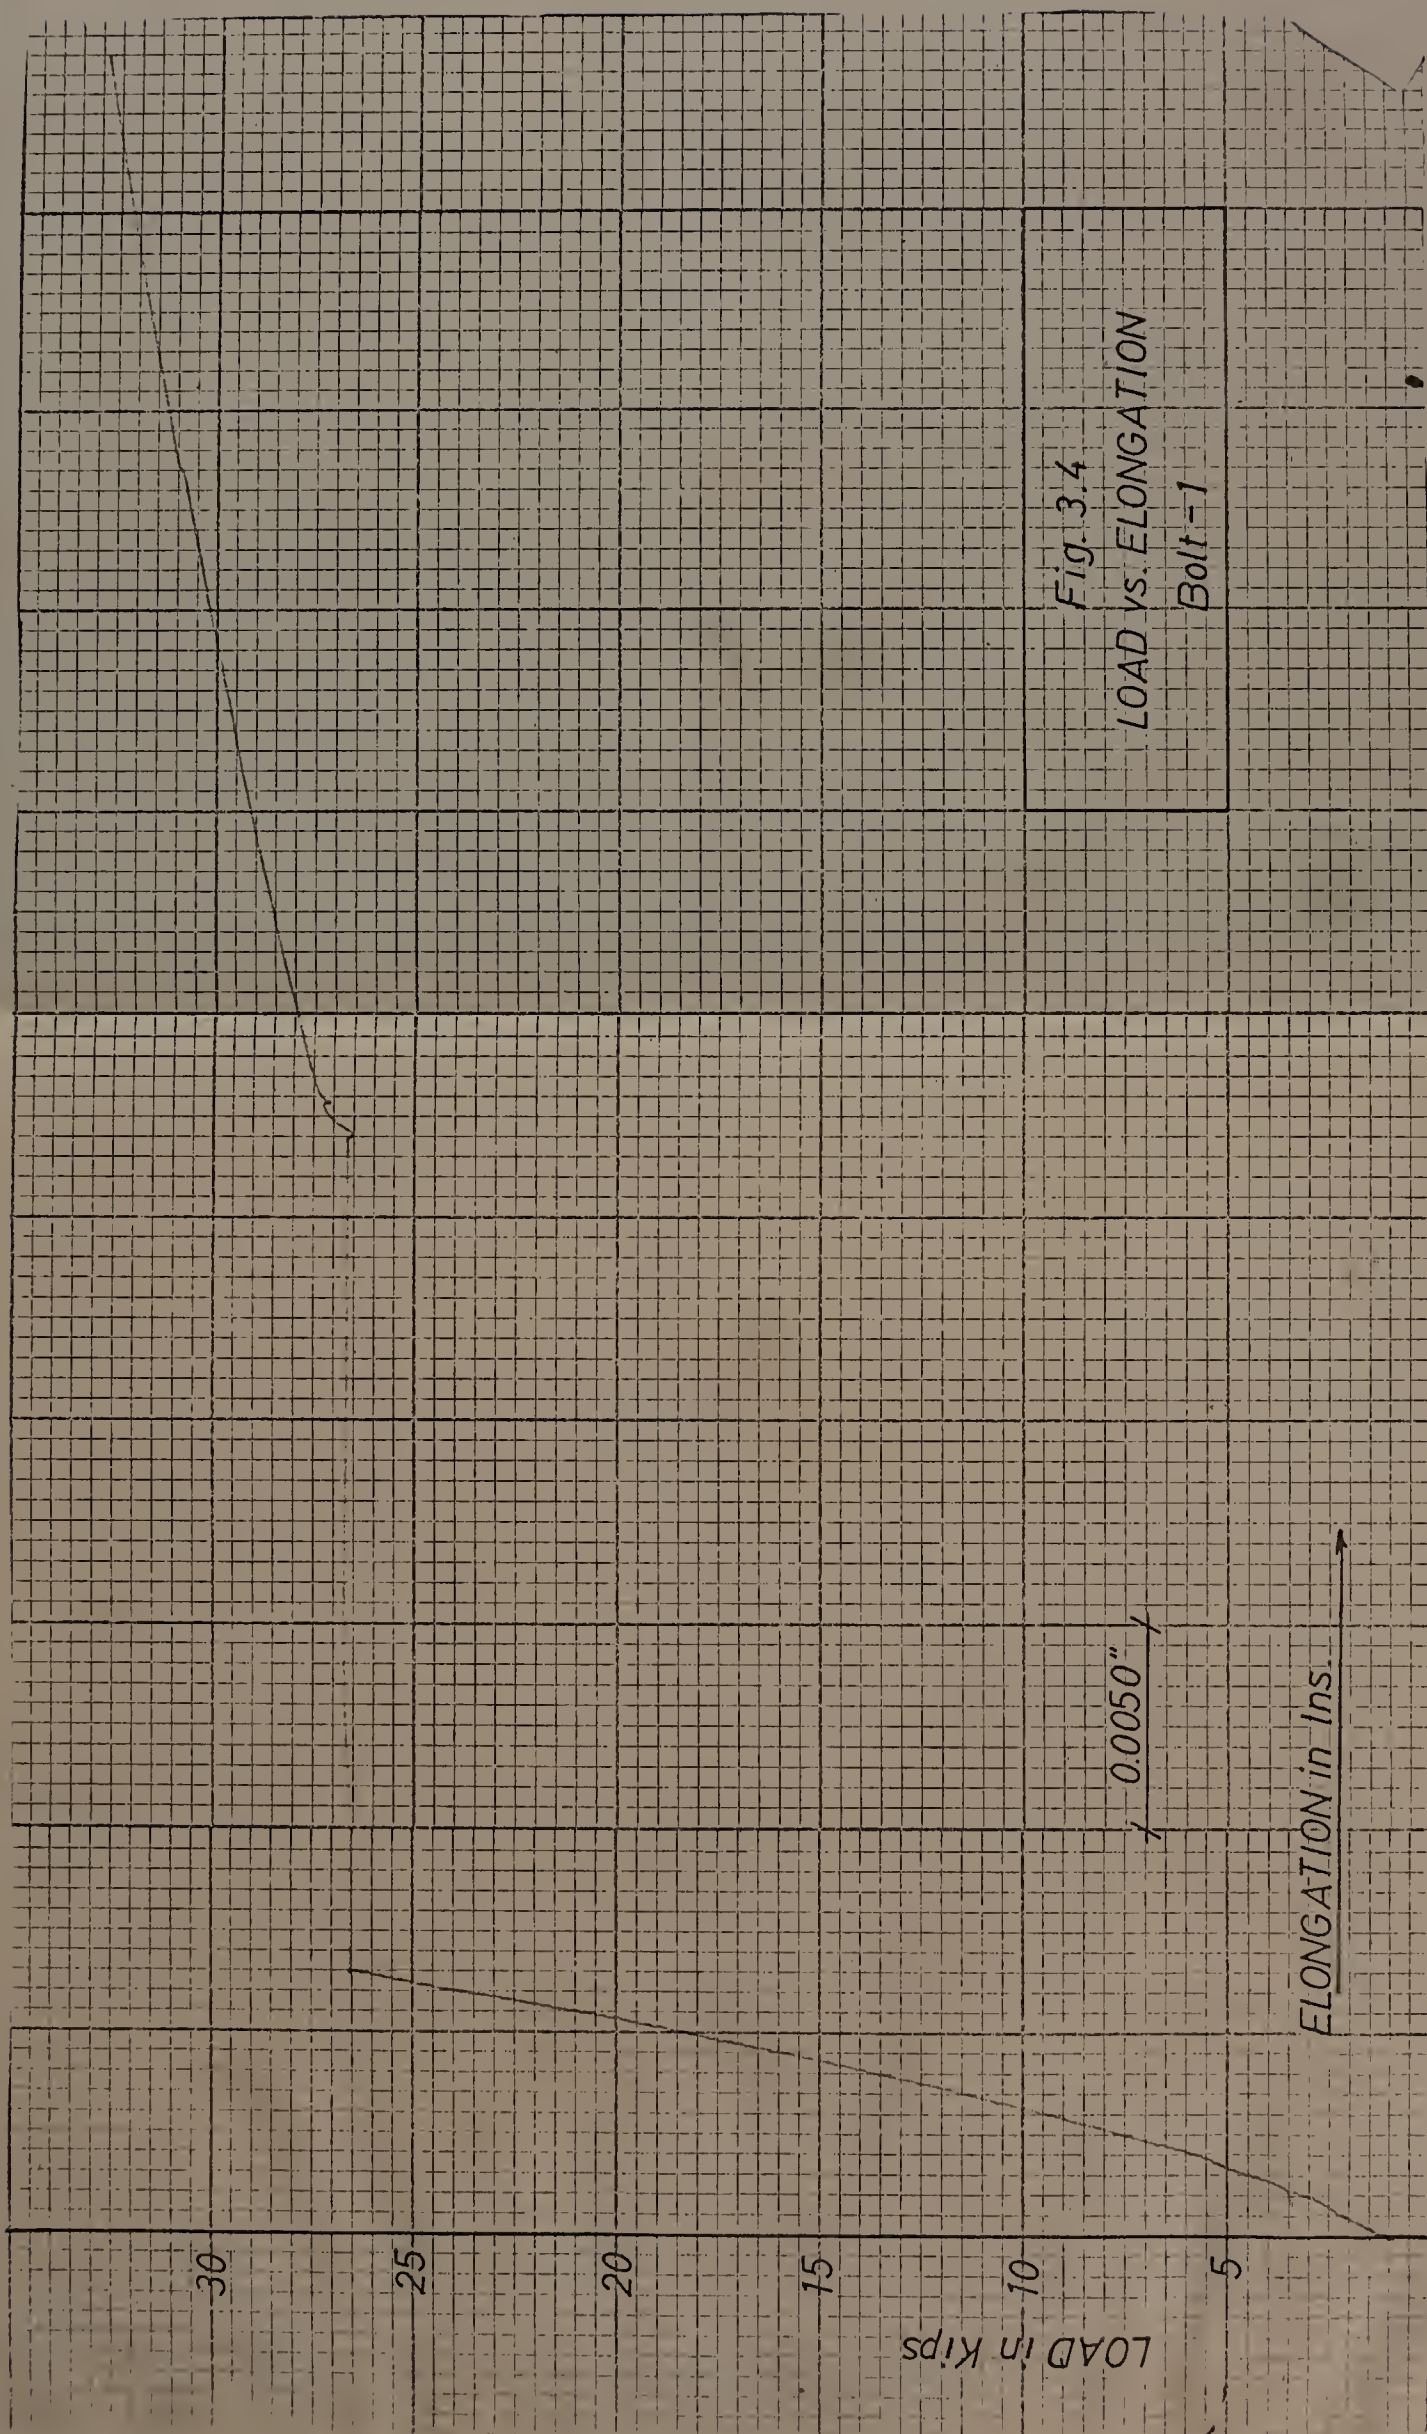 30
25
20
15
10
5
LOAD in Kips
0.0050"
ELONGATION in Ins.
Fig. 3.4
LOAD vs. ELONGATION
Bolt-1